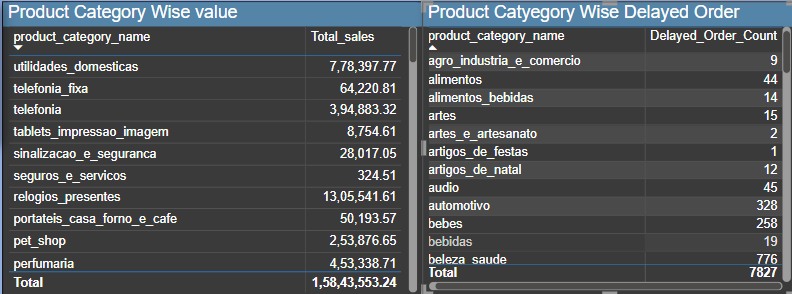 Product Category Wise value
product_category_name Total_sales
utilidades_domesticas 7,78,397.77
telefonia_fixa 64,220.81
telefonia 3,94,883.32
tablets_impressao_imagem 8,754.61
sinalizacao_e_seguranca 28,017.05
seguros_e_servicos 324.51
relogios_presentes 13,05,541.61
portateis_casa_forno_e_cafe 50,193.57
pet_shop 2,53,876.65
perfumaria 4,53,338.71
Total 1,58,43,553.24
Product Catyegory Wise Delayed Order
product_category_name Delayed_Order_Count
agro_industria_e_comercio 9
alimentos 44
alimentos_bebidas 14
artes 15
artes_e_artesanato 2
artigos_de_festas 1
artigos_de_natal 12
audio 45
automotivo 328
bebes 258
bebidas 19
beleza_saude 776
Total 7827